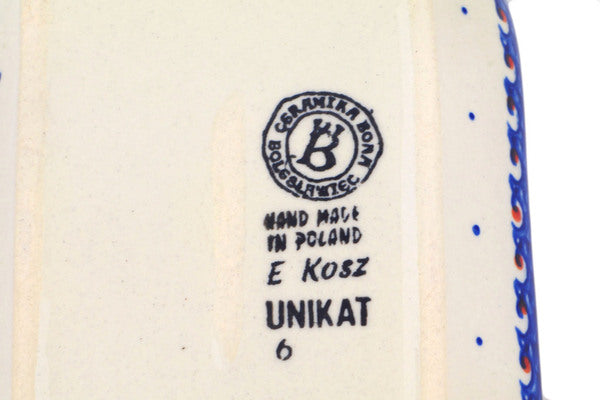 CERAMIKA BONA
B
BOLESŁAWIEC
HAND MADE
IN POLAND
E KOSZ
UNIKAT
6